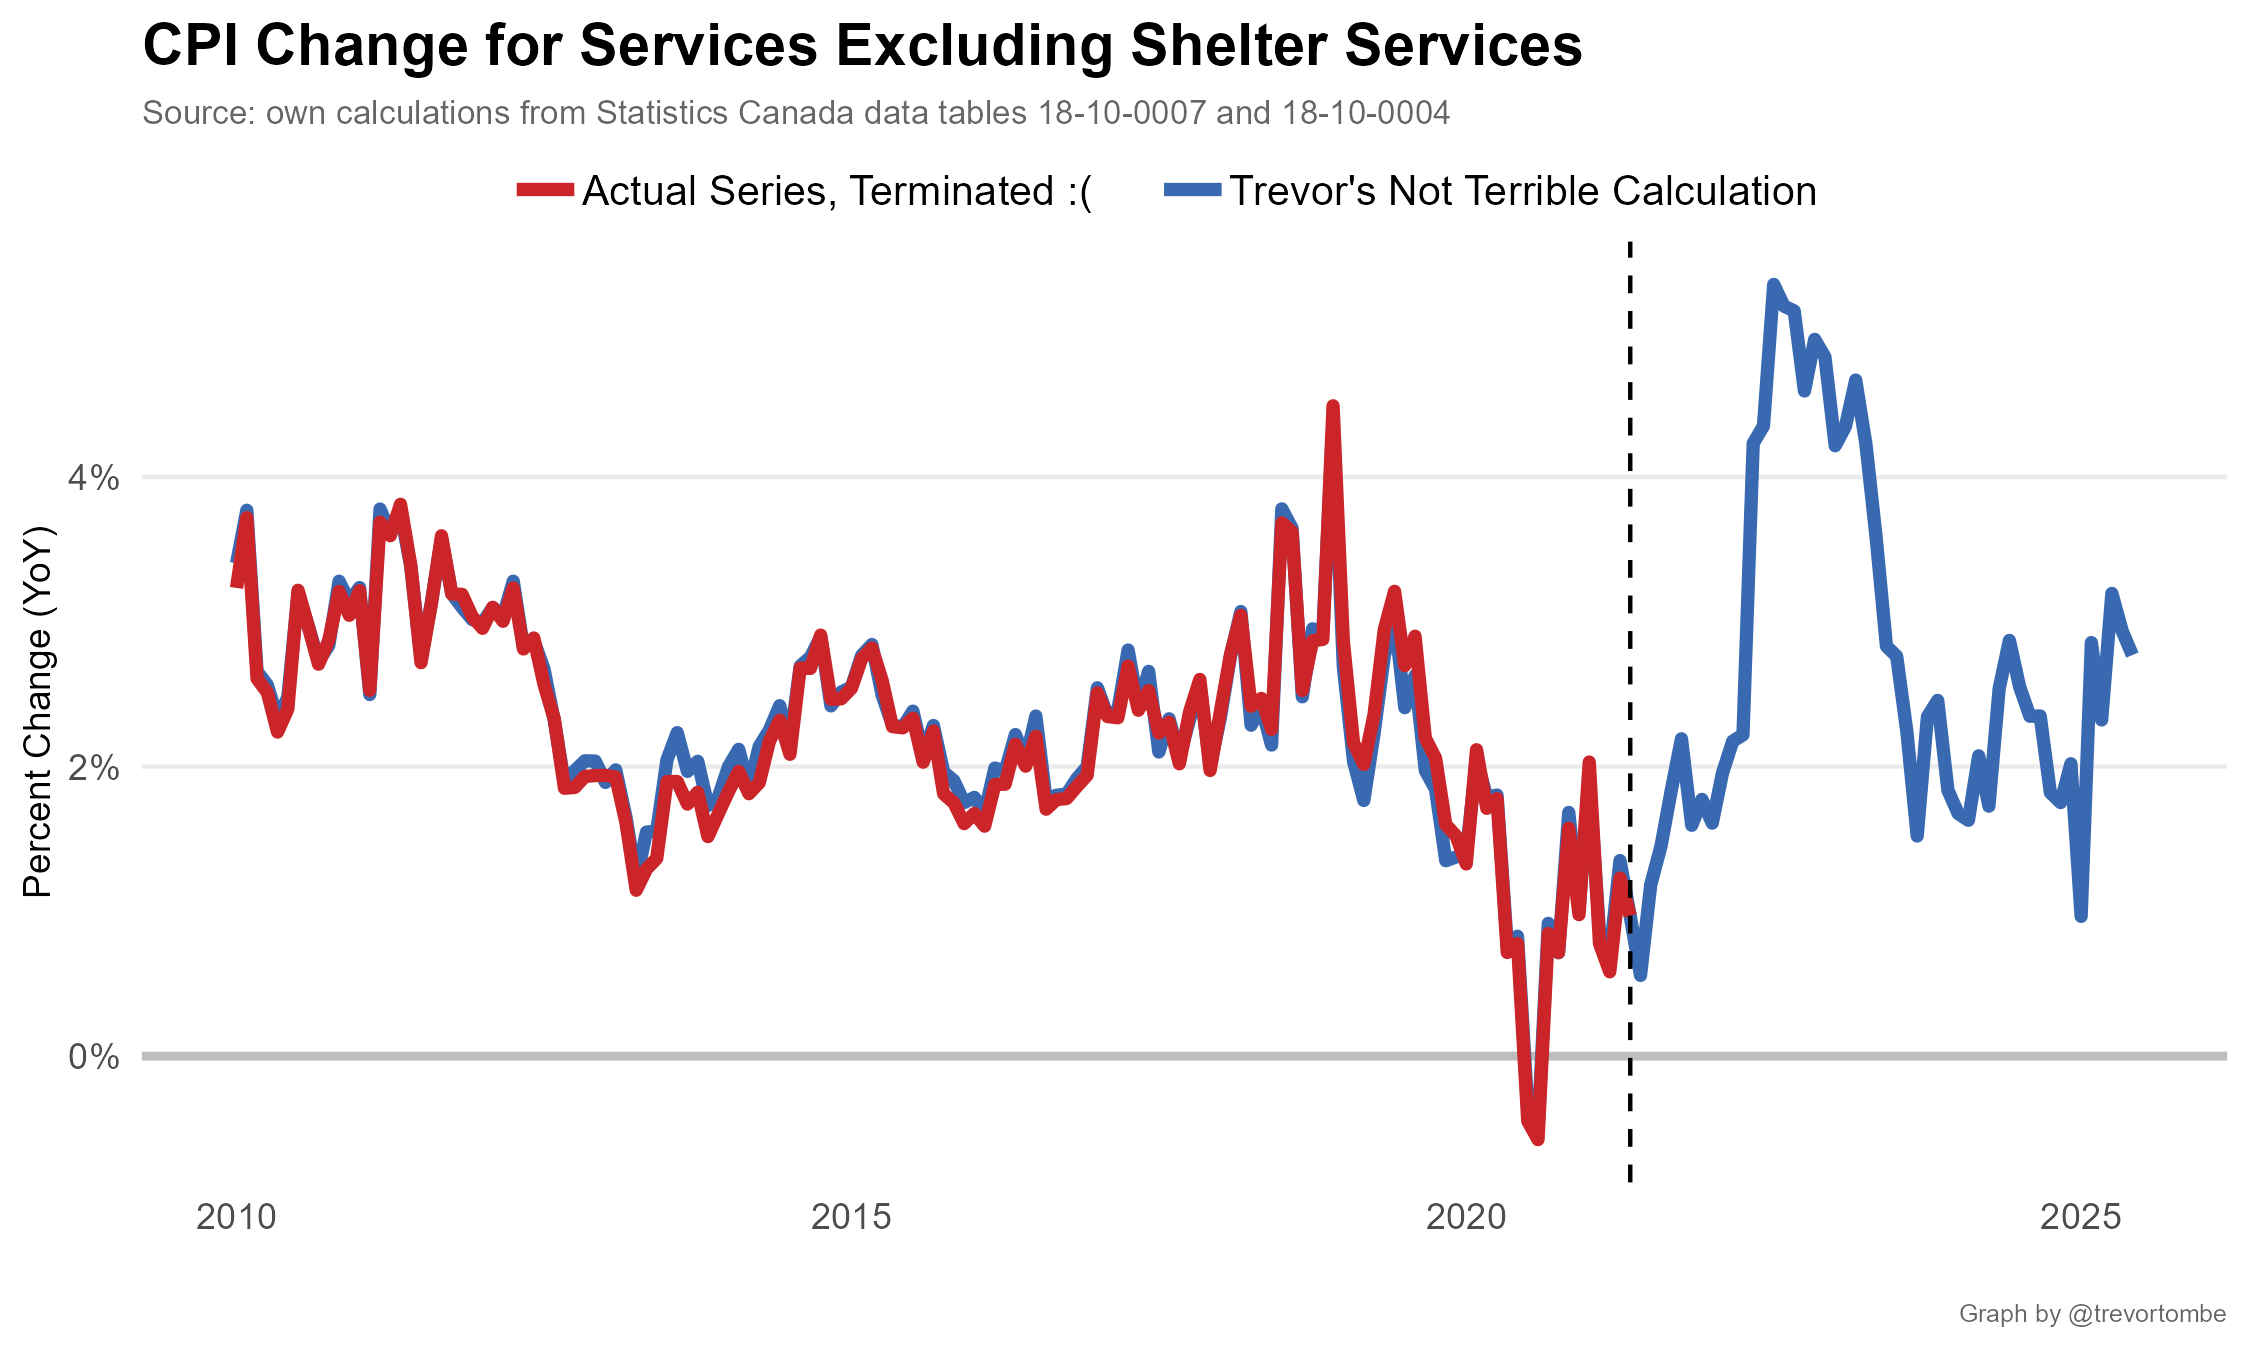 CPI Change for Services Excluding Shelter Services
Source: own calculations from Statistics Canada data tables 18-10-0007 and 18-10-0004
Actual Series, Terminated :(
Trevor's Not Terrible Calculation
Percent Change (YoY)
4%
2%
0%
2010
2015
2020
2025
Graph by @trevortombe